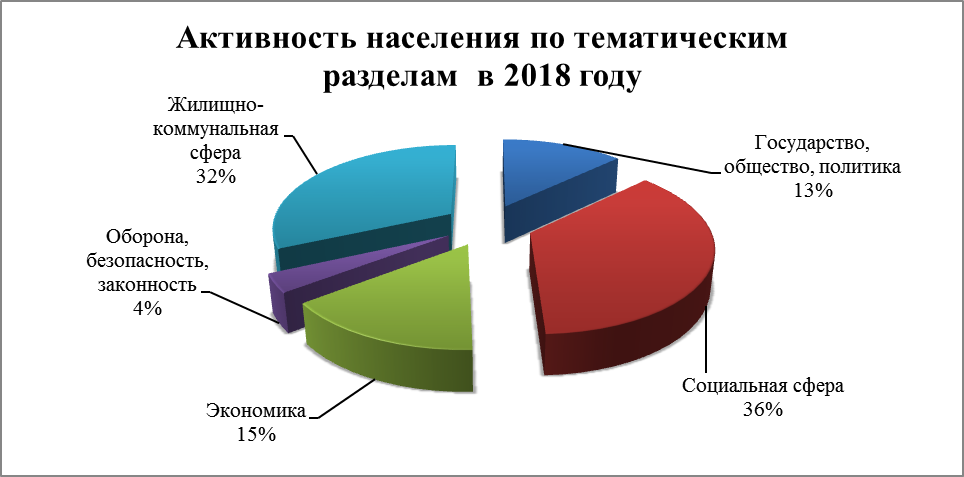 Активность населения по тематическим
разделам в 2018 году
Жилищно-
коммунальная
сфера
32%
Государство,
общество, политика
13%
Оборона,
безопасность,
законность
4%
Социальная сфера
36%
Экономика
15%